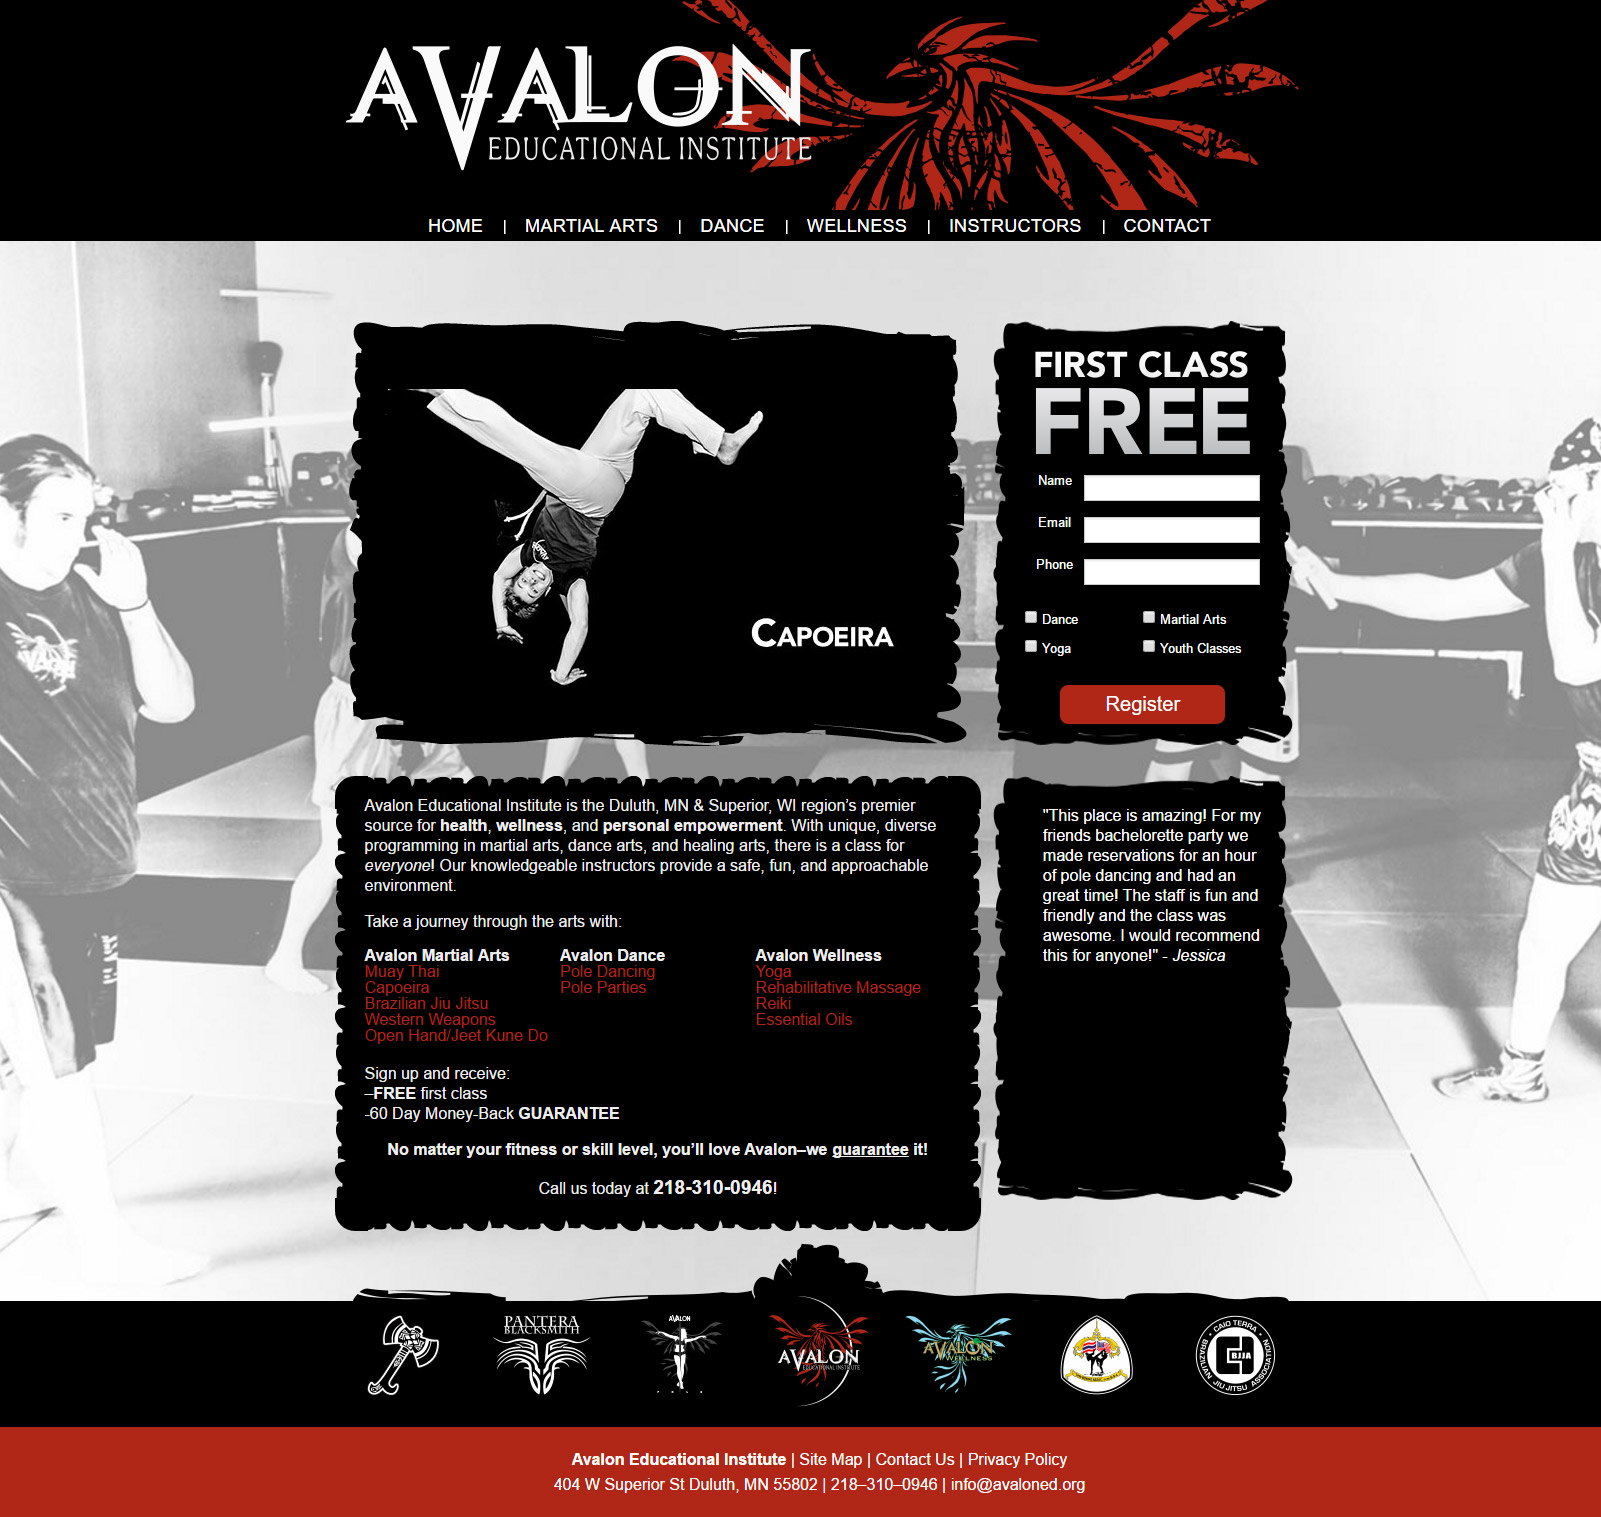 AVALON
EDUCATIONAL INSTITUTE
HOME | MARTIAL ARTS | DANCE | WELLNESS | INSTRUCTORS | CONTACT
CAPOEIRA
FIRST CLASS
FREE
Name
Email
Phone
Dance
Martial Arts
Yoga
Youth Classes
Register
Avalon Educational Institute is the Duluth, MN & Superior, WI region’s premier
source for health, wellness, and personal empowerment. With unique, diverse
programming in martial arts, dance arts, and healing arts, there is a class for
everyone! Our knowledgeable instructors provide a safe, fun, and approachable
environment.
Take a journey through the arts with:
Avalon Martial Arts
Muay Thai
Capoeira
Brazilian Jiu Jitsu
Western Weapons
Open Hand/Jeet Kune Do
Avalon Dance
Pole Dancing
Pole Parties
Avalon Wellness
Yoga
Rehabilitative Massage
Reiki
Essential Oils
Sign up and receive:
–FREE first class
-60 Day Money-Back GUARANTEE
No matter your fitness or skill level, you’ll love Avalon–we guarantee it!
Call us today at 218-310-0946!
"This place is amazing! For my
friends bachelorette party we
made reservations for an hour
of pole dancing and had an
great time! The staff is fun and
friendly and the class was
awesome. I would recommend
this for anyone!" - Jessica
PANTERA
BLACKSMITH
AVALON
AVALON
EDUCATIONAL INSTITUTE
AVALON
WELLNESS
CAIO TERRA
BJJA
BRAZILIAN JIU JITSU ASSOCIATION
Avalon Educational Institute | Site Map | Contact Us | Privacy Policy
404 W Superior St Duluth, MN 55802 | 218–310–0946 | info@avaloned.org